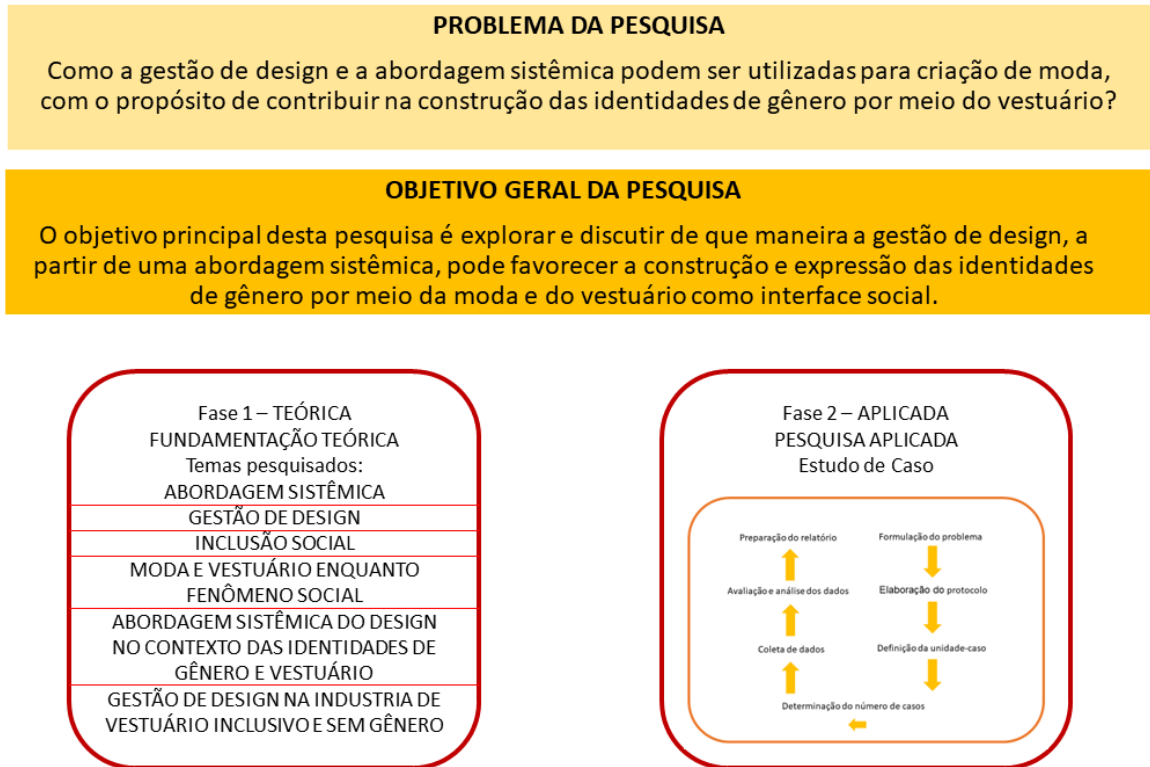 PROBLEMA DA PESQUISA
Como a gestão de design e a abordagem sistêmica podem ser utilizadas para criação de moda,
com o propósito de contribuir na construção das identidades de gênero por meio do vestuário?
OBJETIVO GERAL DA PESQUISA
O objetivo principal desta pesquisa é explorar e discutir de que maneira a gestão de design, a
partir de uma abordagem sistêmica, pode favorecer a construção e expressão das identidades
de gênero por meio da moda e do vestuário como interface social.
Fase 1 – TEÓRICA
FUNDAMENTAÇÃO TEÓRICA
Temas pesquisados:
ABORDAGEM SISTÊMICA
GESTÃO DE DESIGN
INCLUSÃO SOCIAL
MODA E VESTUÁRIO ENQUANTO
FENÔMENO SOCIAL
ABORDAGEM SISTÊMICA DO DESIGN
NO CONTEXTO DAS IDENTIDADES DE
GÊNERO E VESTUÁRIO
GESTÃO DE DESIGN NA INDUSTRIA DE
VESTUÁRIO INCLUSIVO E SEM GÊNERO
Fase 2 – APLICADA
PESQUISA APLICADA
Estudo de Caso
Formulação do problema
Elaboração do protocolo
Definição da unidade-caso
Determinação do número de casos
Coleta de dados
Avaliação e análise dos dados
Preparação do relatório